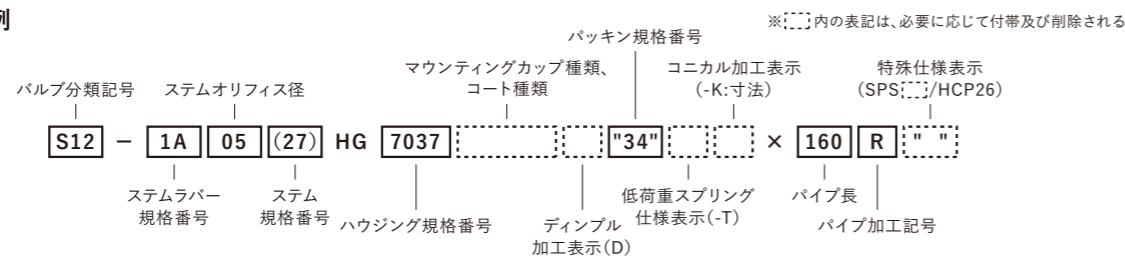 例
※[ ]内の表記は、必要に応じて付帯及び削除される
パッキン規格番号
マウンティングカップ種類、
コート種類
コニカル加工表示
(-K:寸法)
特殊仕様表示
(SPS[ ]/HCP26)
バルブ分類記号
ステムオリフィス径
S12 − 1A 05 (27) HG 7037 "34" × 160 R " "
ステムラバー
規格番号
ステム
規格番号
ハウジング規格番号
ディンプル
加工表示(D)
低荷重スプリング
仕様表示(-T)
パイプ長
パイプ加工記号